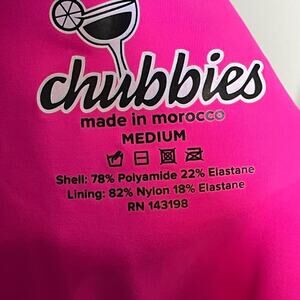 chubbies
made in morocco
MEDIUM
Shell: 78% Polyamide 22% Elastane
Lining: 82% Nylon 18% Elastane
RN 143198